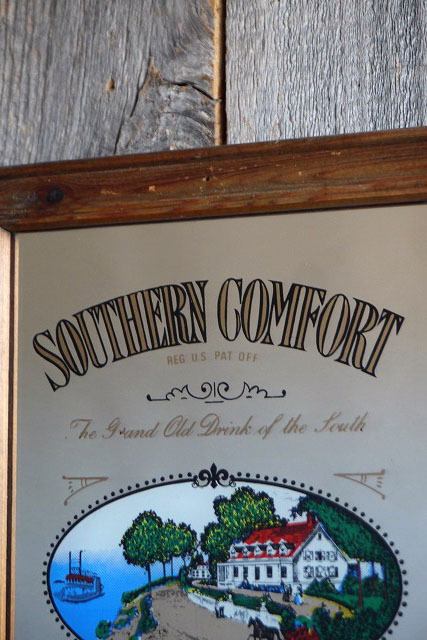 SOUTHERN COMFORT
REG U.S PAT OFF
The Grand Old Drink of the South